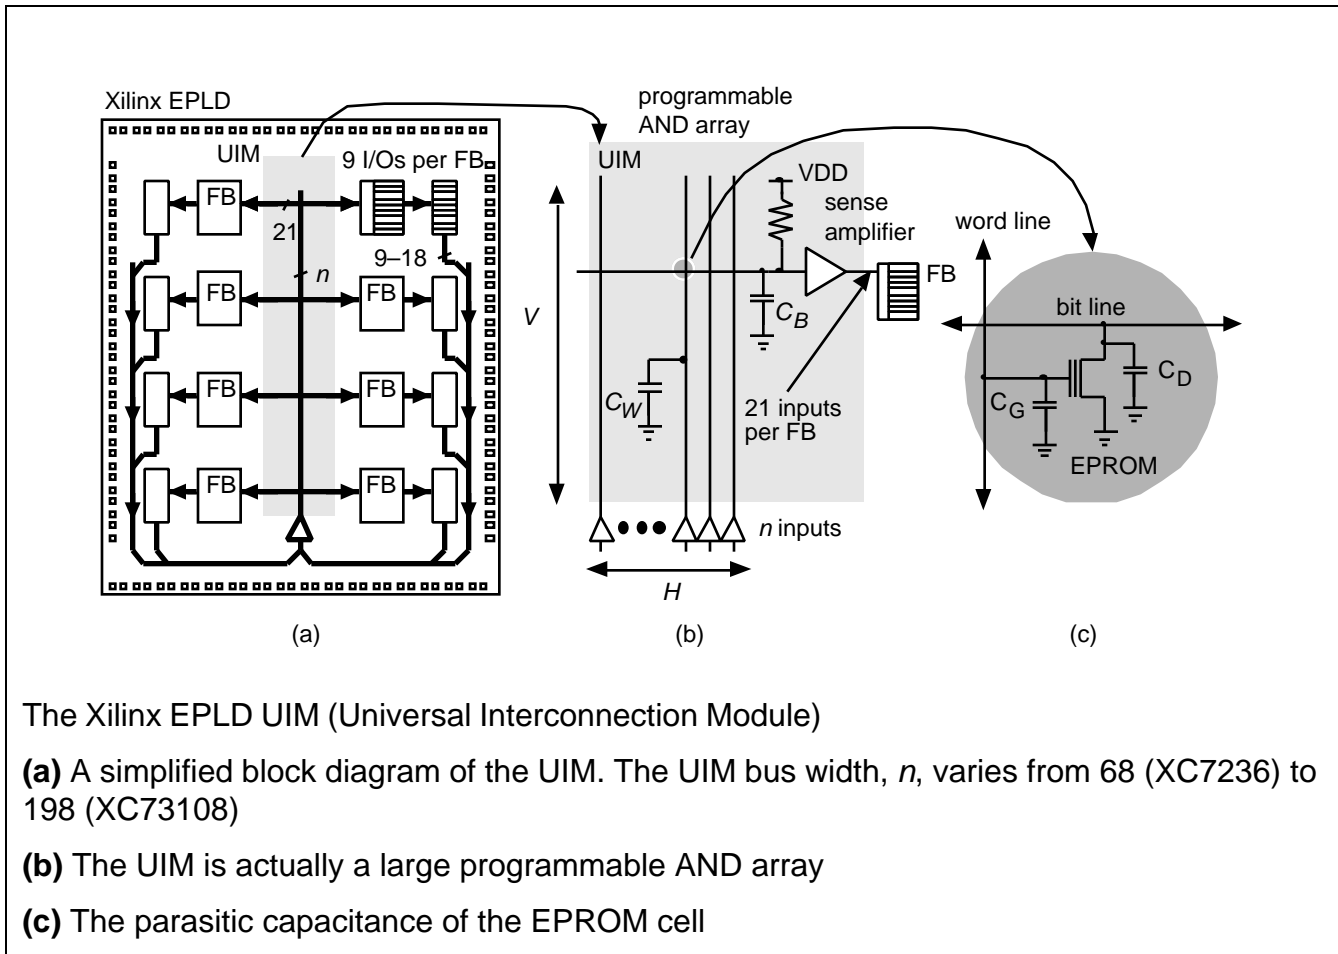 Xilinx EPLD
UIM
9 I/Os per FB
FB
21
9–18
n
FB
FB
FB
FB
FB
FB
(a)
programmable
AND array
UIM
VDD
sense
amplifier
FB
V
C_B
C_W
21 inputs
per FB
n inputs
H
(b)
word line
bit line
C_D
C_G
EPROM
(c)
The Xilinx EPLD UIM (Universal Interconnection Module)
(a) A simplified block diagram of the UIM. The UIM bus width, n, varies from 68 (XC7236) to
198 (XC73108)
(b) The UIM is actually a large programmable AND array
(c) The parasitic capacitance of the EPROM cell